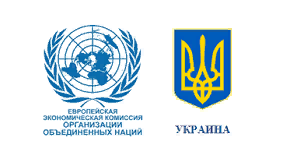 ЕВРОПЕЙСКАЯ
ЭКОНОМИЧЕСКАЯ КОМИССИЯ
ОРГАНИЗАЦИИ
ОБЪЕДИНЕННЫХ НАЦИЙ
УКРАИНА